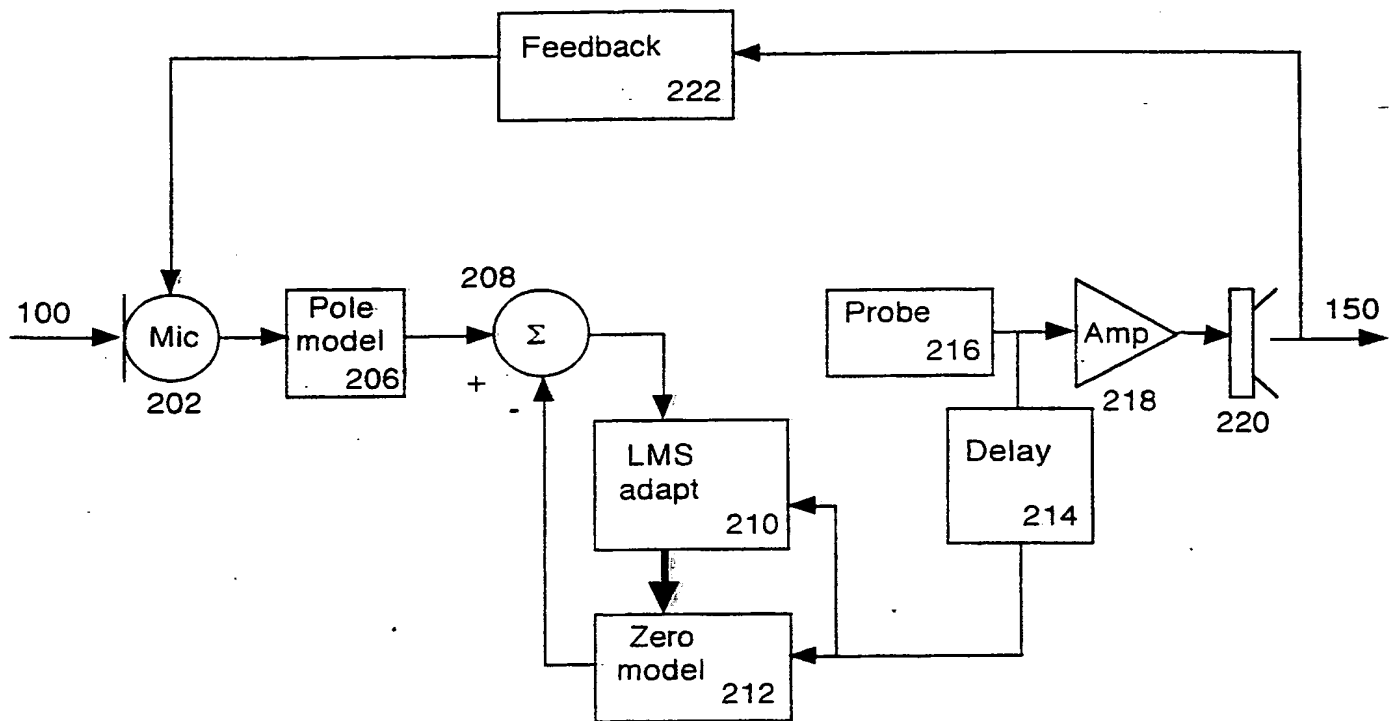 Feedback
222
208
100
Mic
202
Pole
model
206
Σ
+
-
Probe
216
Amp
218
220
150
LMS
adapt
210
Delay
214
Zero
model
212